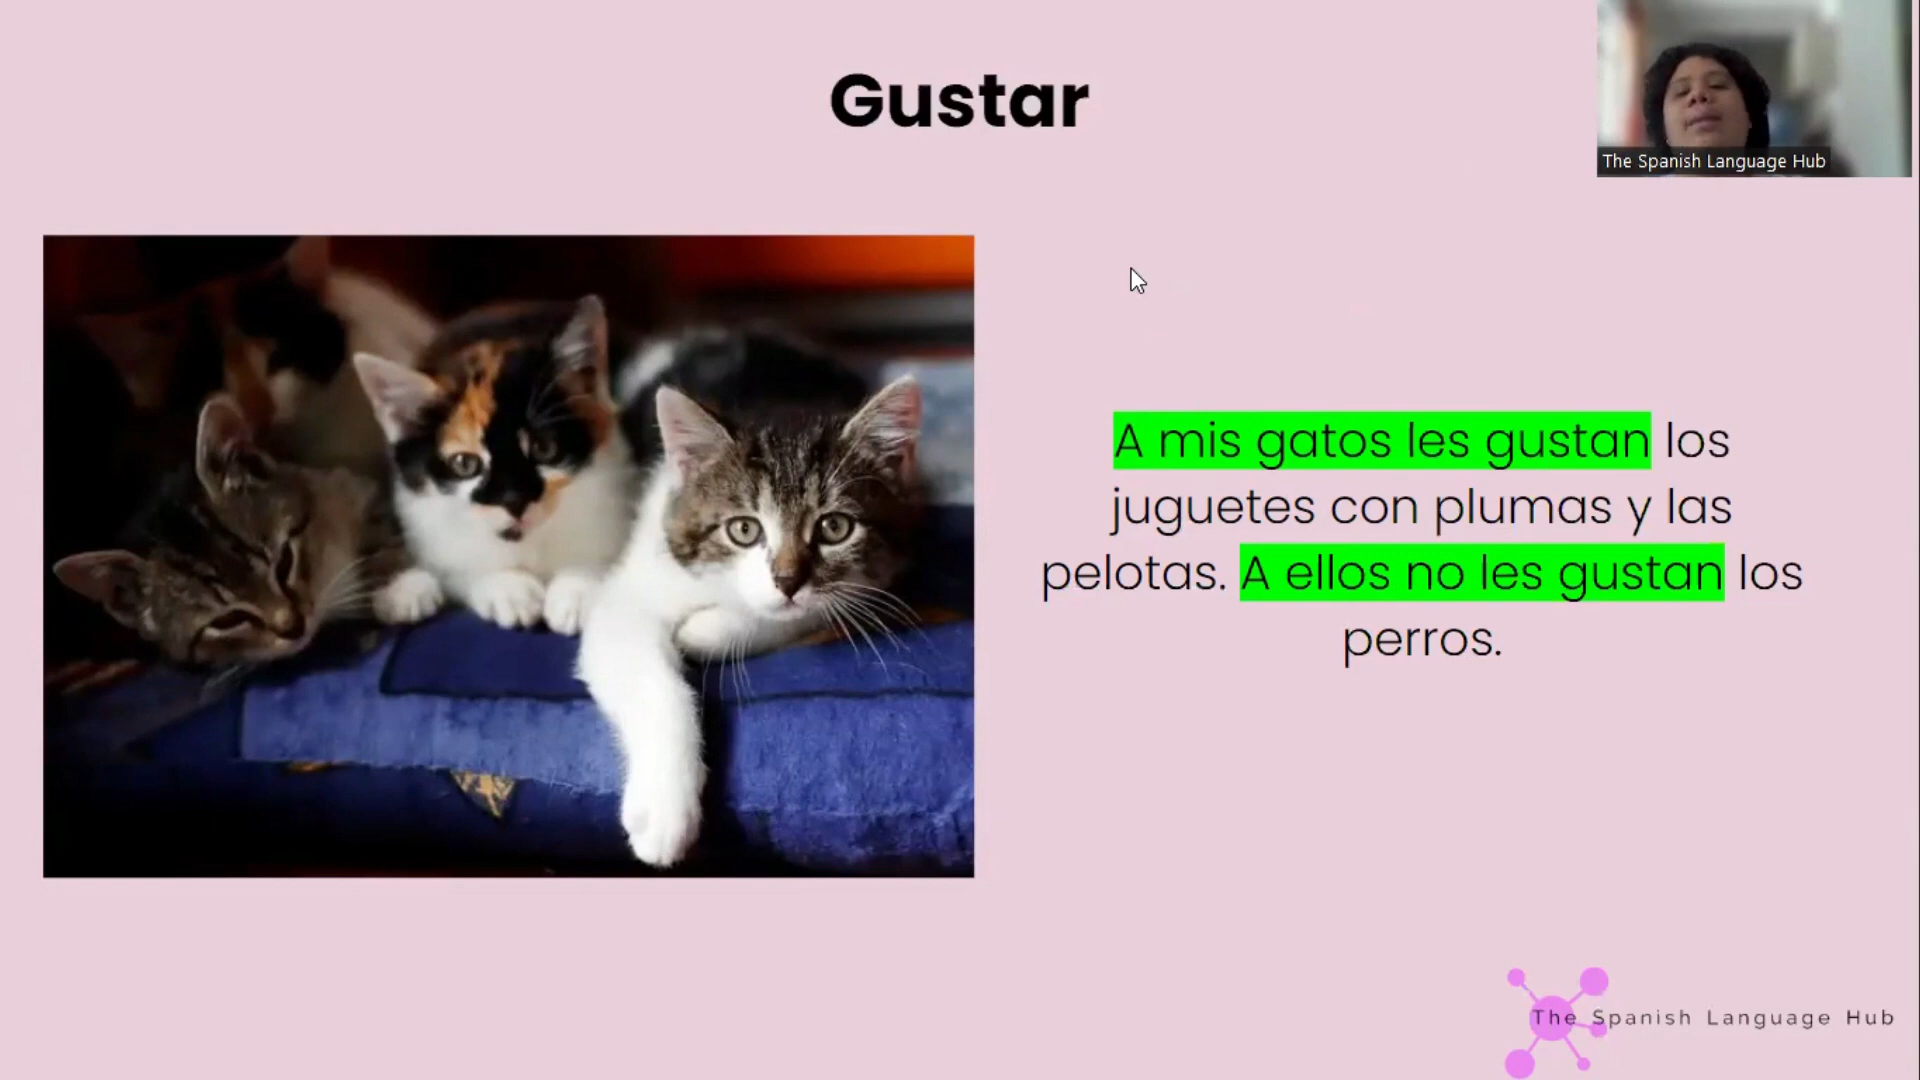 Gustar
The Spanish Language Hub
A mis gatos les gustan los
juguetes con plumas y las
pelotas. A ellos no les gustan los
perros.
The Spanish Language Hub